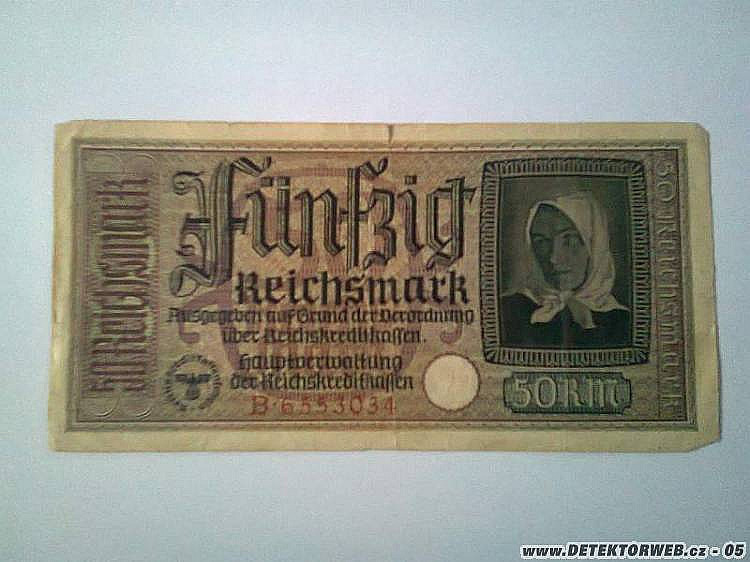 50 Reichsmark
Fünfzig
Reichsmark
Ausgegeben auf Grund der Verordnung
über Reichskreditkassen.
Hauptverwaltung
der Reichskreditkassen
B·6553034
50 RM
50 Reichsmark
www.DETEKTORWEB.cz - 05